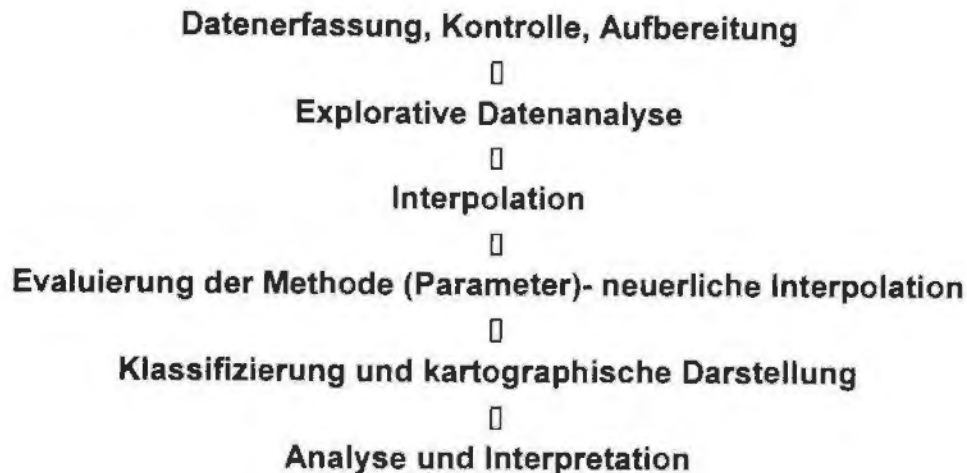 Datenerfassung, Kontrolle, Aufbereitung
▯
Explorative Datenanalyse
▯
Interpolation
▯
Evaluierung der Methode (Parameter)- neuerliche Interpolation
▯
Klassifizierung und kartographische Darstellung
▯
Analyse und Interpretation